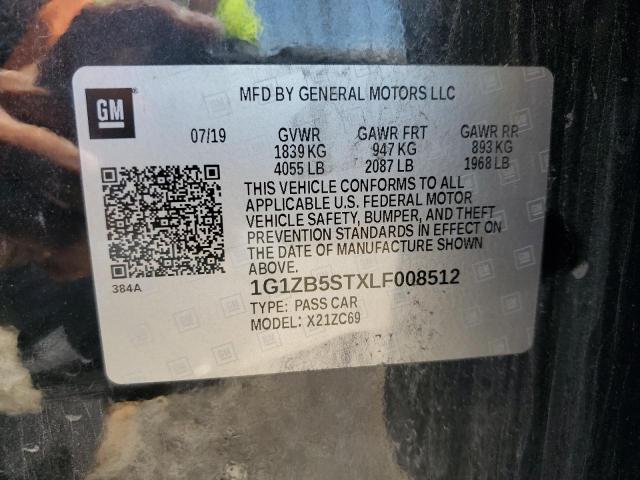 GM
MFD BY GENERAL MOTORS LLC
07/19 GVWR GAWR FRT GAWR RR
1839 KG 947 KG 893 KG
4055 LB 2087 LB 1968 LB
THIS VEHICLE CONFORMS TO ALL
APPLICABLE U.S. FEDERAL MOTOR
VEHICLE SAFETY, BUMPER, AND THEFT
PREVENTION STANDARDS IN EFFECT ON
THE DATE OF MANUFACTURE SHOWN
ABOVE.
384A
1G1ZB5STXLF008512
TYPE: PASS CAR
MODEL: X21ZC69